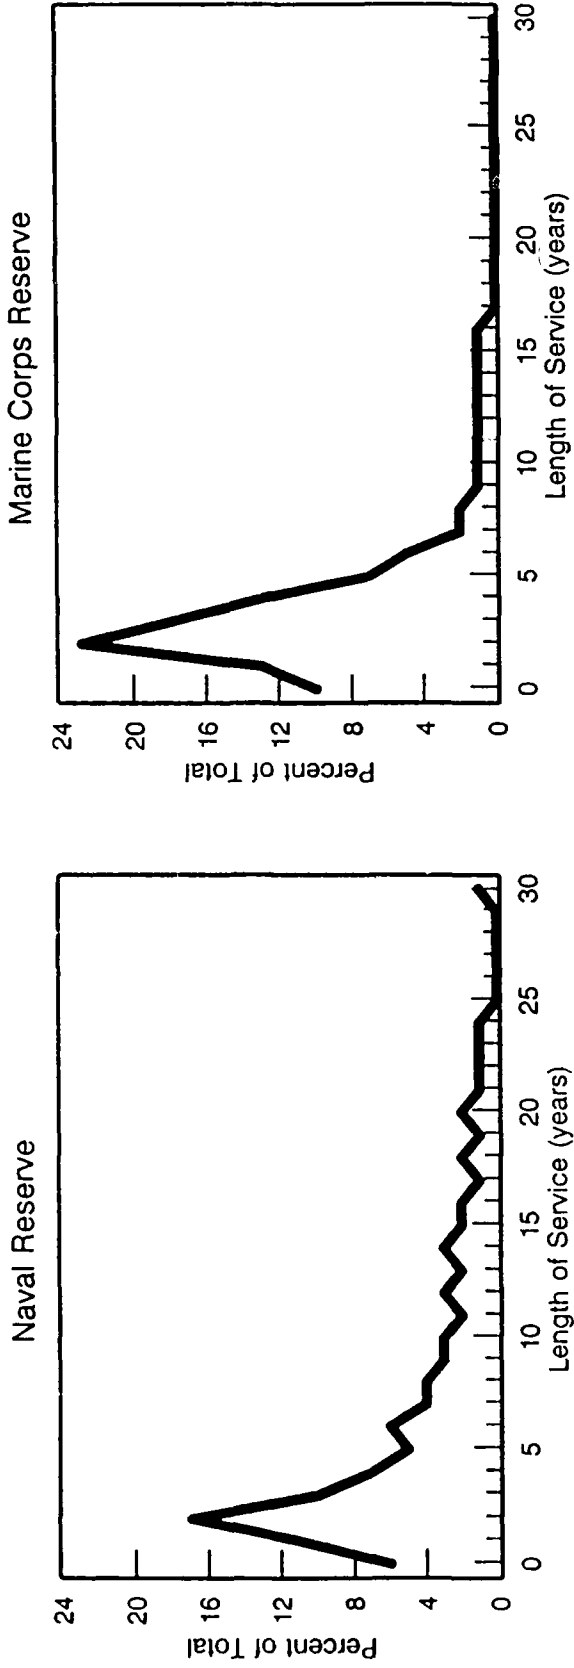 Naval Reserve
Percent of Total
24
20
16
12
8
4
0
0 5 10 15 20 25 30
Length of Service (years)
Marine Corps Reserve
Percent of Total
24
20
16
12
8
4
0
0 5 10 15 20 25 30
Length of Service (years)